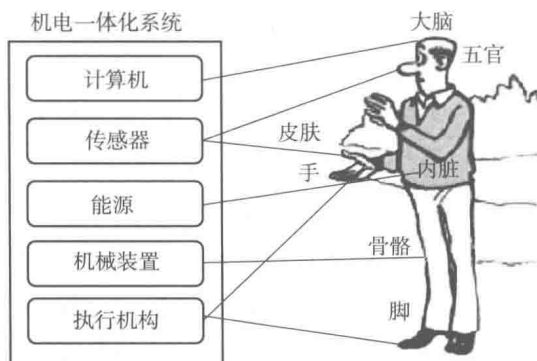 机电一体化系统
计算机
传感器
能源
机械装置
执行机构
大脑
五官
皮肤
手
内脏
骨骼
脚